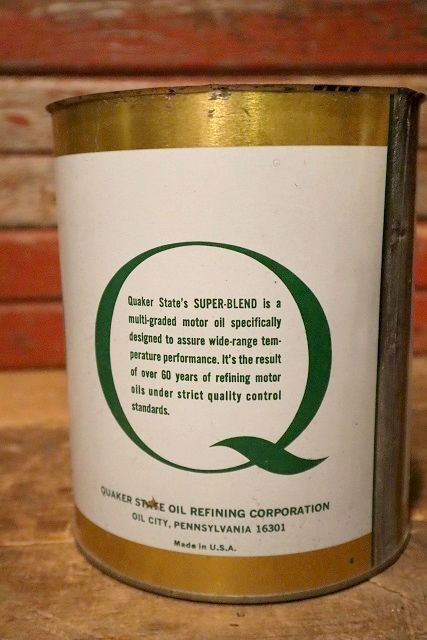 Quaker State's SUPER-BLEND is a
multi-graded motor oil specifically
designed to assure wide-range tem-
perature performance. It's the result
of over 60 years of refining motor
oils under strict quality control
standards.
QUAKER STATE OIL REFINING CORPORATION
OIL CITY, PENNSYLVANIA 16301
Made in U.S.A.